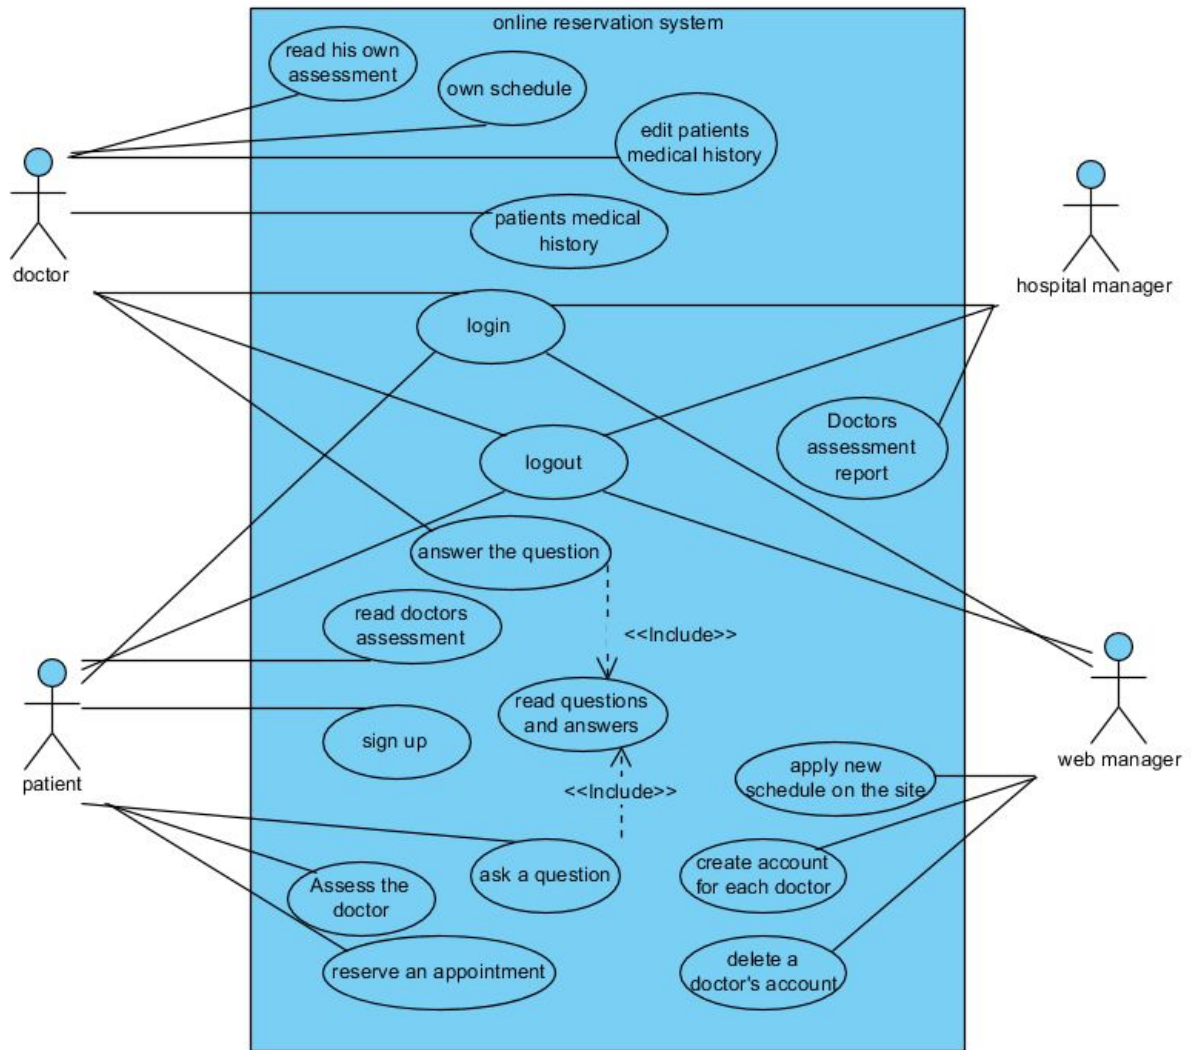 online reservation system
read his own
assessment
own schedule
edit patients
medical history
patients medical
history
doctor
hospital manager
login
Doctors
assessment
report
logout
answer the question
read doctors
assessment
<<Include>>
read questions
and answers
sign up
patient
web manager
apply new
schedule on the site
<<Include>>
ask a question
create account
for each doctor
Assess the
doctor
reserve an appointment
delete a
doctor's account